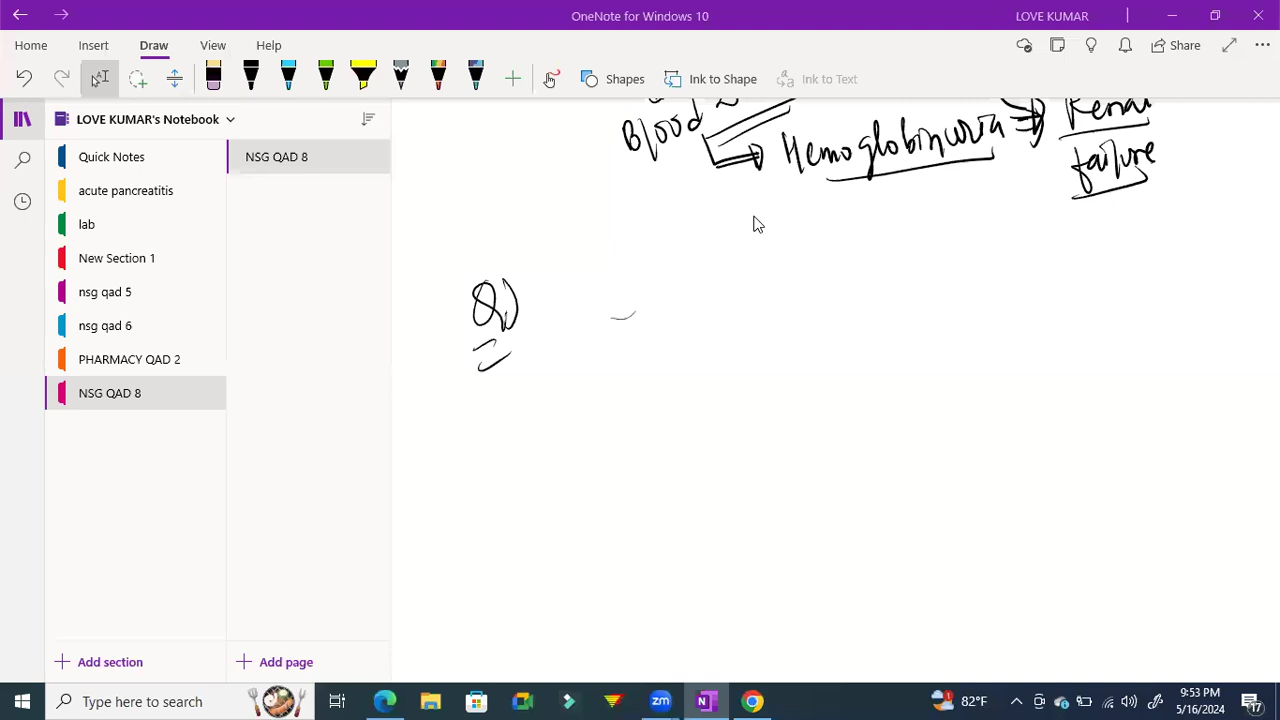 OneNote for Windows 10
LOVE KUMAR
Home Insert Draw View Help
Share
Shapes
Ink to Shape
Ink to Text
LOVE KUMAR's Notebook
Quick Notes
acute pancreatitis
lab
New Section 1
nsg qad 5
nsg qad 6
PHARMACY QAD 2
NSG QAD 8
NSG QAD 8
Blood
Hemoglobinuria
Renal
failure
Q)
Add section
Add page
Type here to search
zm
N
82°F
9:53 PM
5/16/2024
17